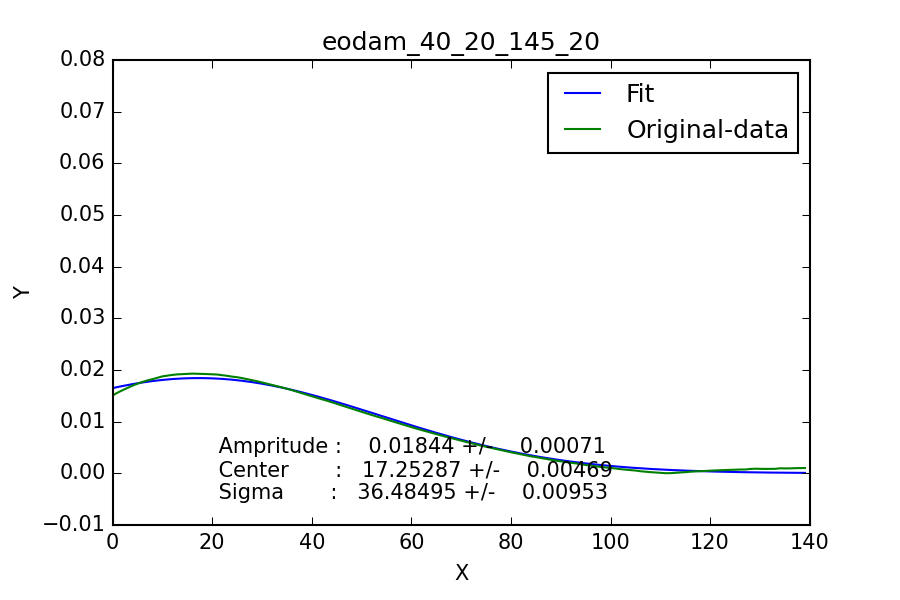 eodam_40_20_145_20
0.08
0.07
0.06
0.05
0.04
0.03
0.02
0.01
0.00
−0.01
Y
Fit
Original-data
Ampritude : 0.01844 +/- 0.00071
Center : 17.25287 +/- 0.00469
Sigma : 36.48495 +/- 0.00953
0 20 40 60 80 100 120 140
X